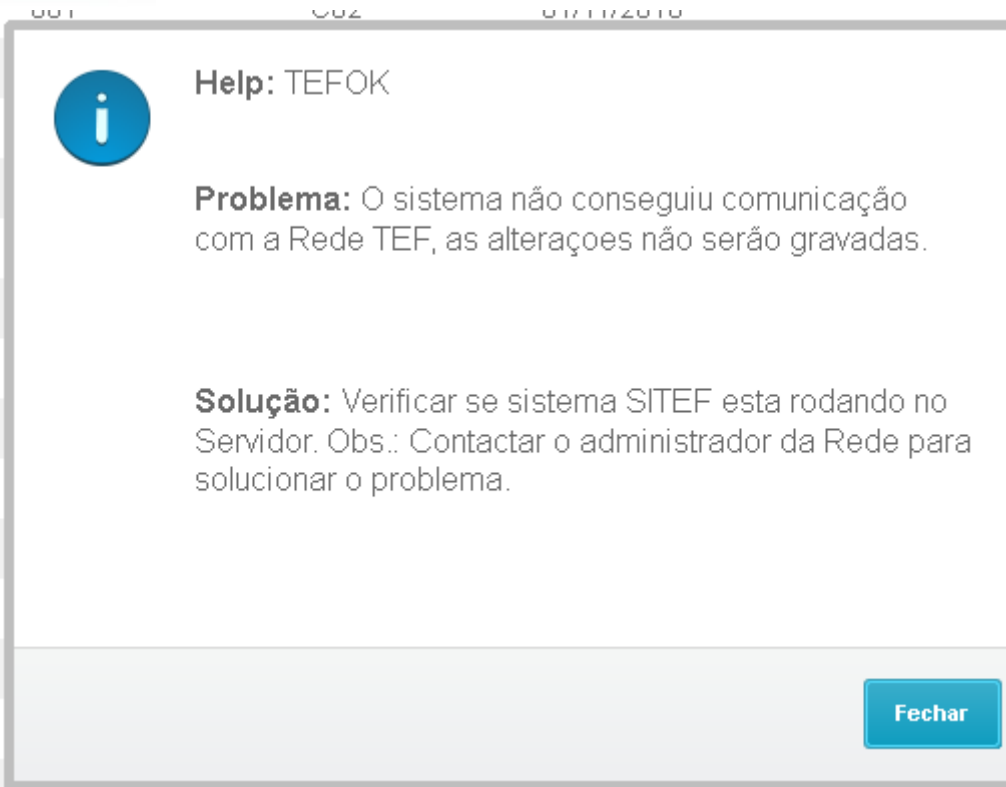 Help: TEFOK
Problema: O sistema não conseguiu comunicação
com a Rede TEF, as alteraçoes não serão gravadas.
Solução: Verificar se sistema SITEF esta rodando no
Servidor. Obs.: Contactar o administrador da Rede para
solucionar o problema.
Fechar